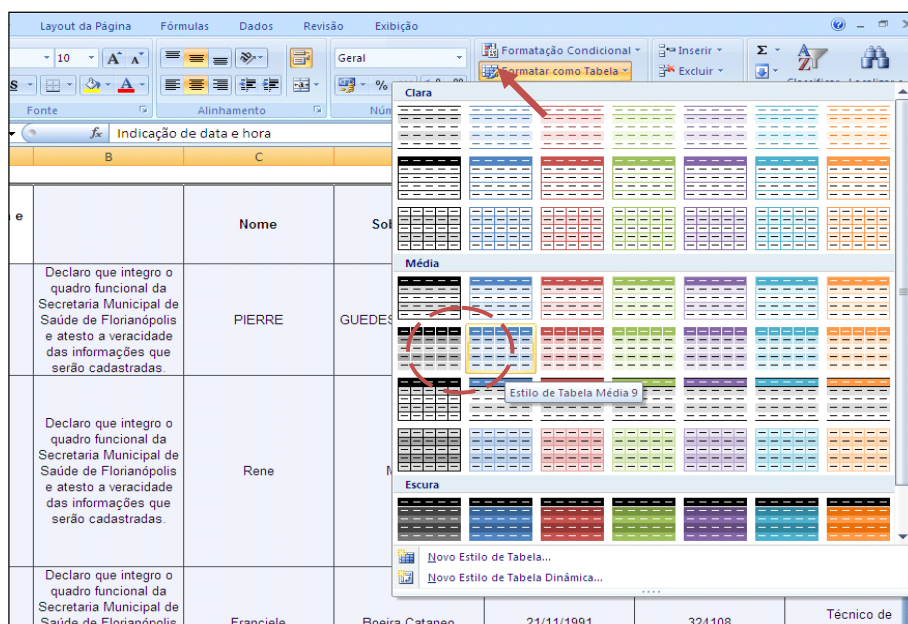 Layout da Página Fórmulas Dados Revisão Exibição
10 A A Geral Formatação Condicional Inserir Σ
S A % Formatar como Tabela Excluir
Fonte Alinhamento
fx Indicação de data e hora
B C
Clara
e
Nome
Média
Declaro que integro o
quadro funcional da
Secretaria Municipal de
Saúde de Florianópolis
e atesto a veracidade
das informações que
serão cadastradas.
PIERRE
GUEDES
Estilo de Tabela Média 9
Declaro que integro o
quadro funcional da
Secretaria Municipal de
Saúde de Florianópolis
e atesto a veracidade
das informações que
serão cadastradas.
Rene
Escura
Novo Estilo de Tabela...
Novo Estilo de Tabela Dinâmica...
Declaro que integro o
quadro funcional da
Secretaria Municipal de
Saúde de Florianópolis
Franciele Boeira Cataneo 21/11/1991 324108
Técnico de